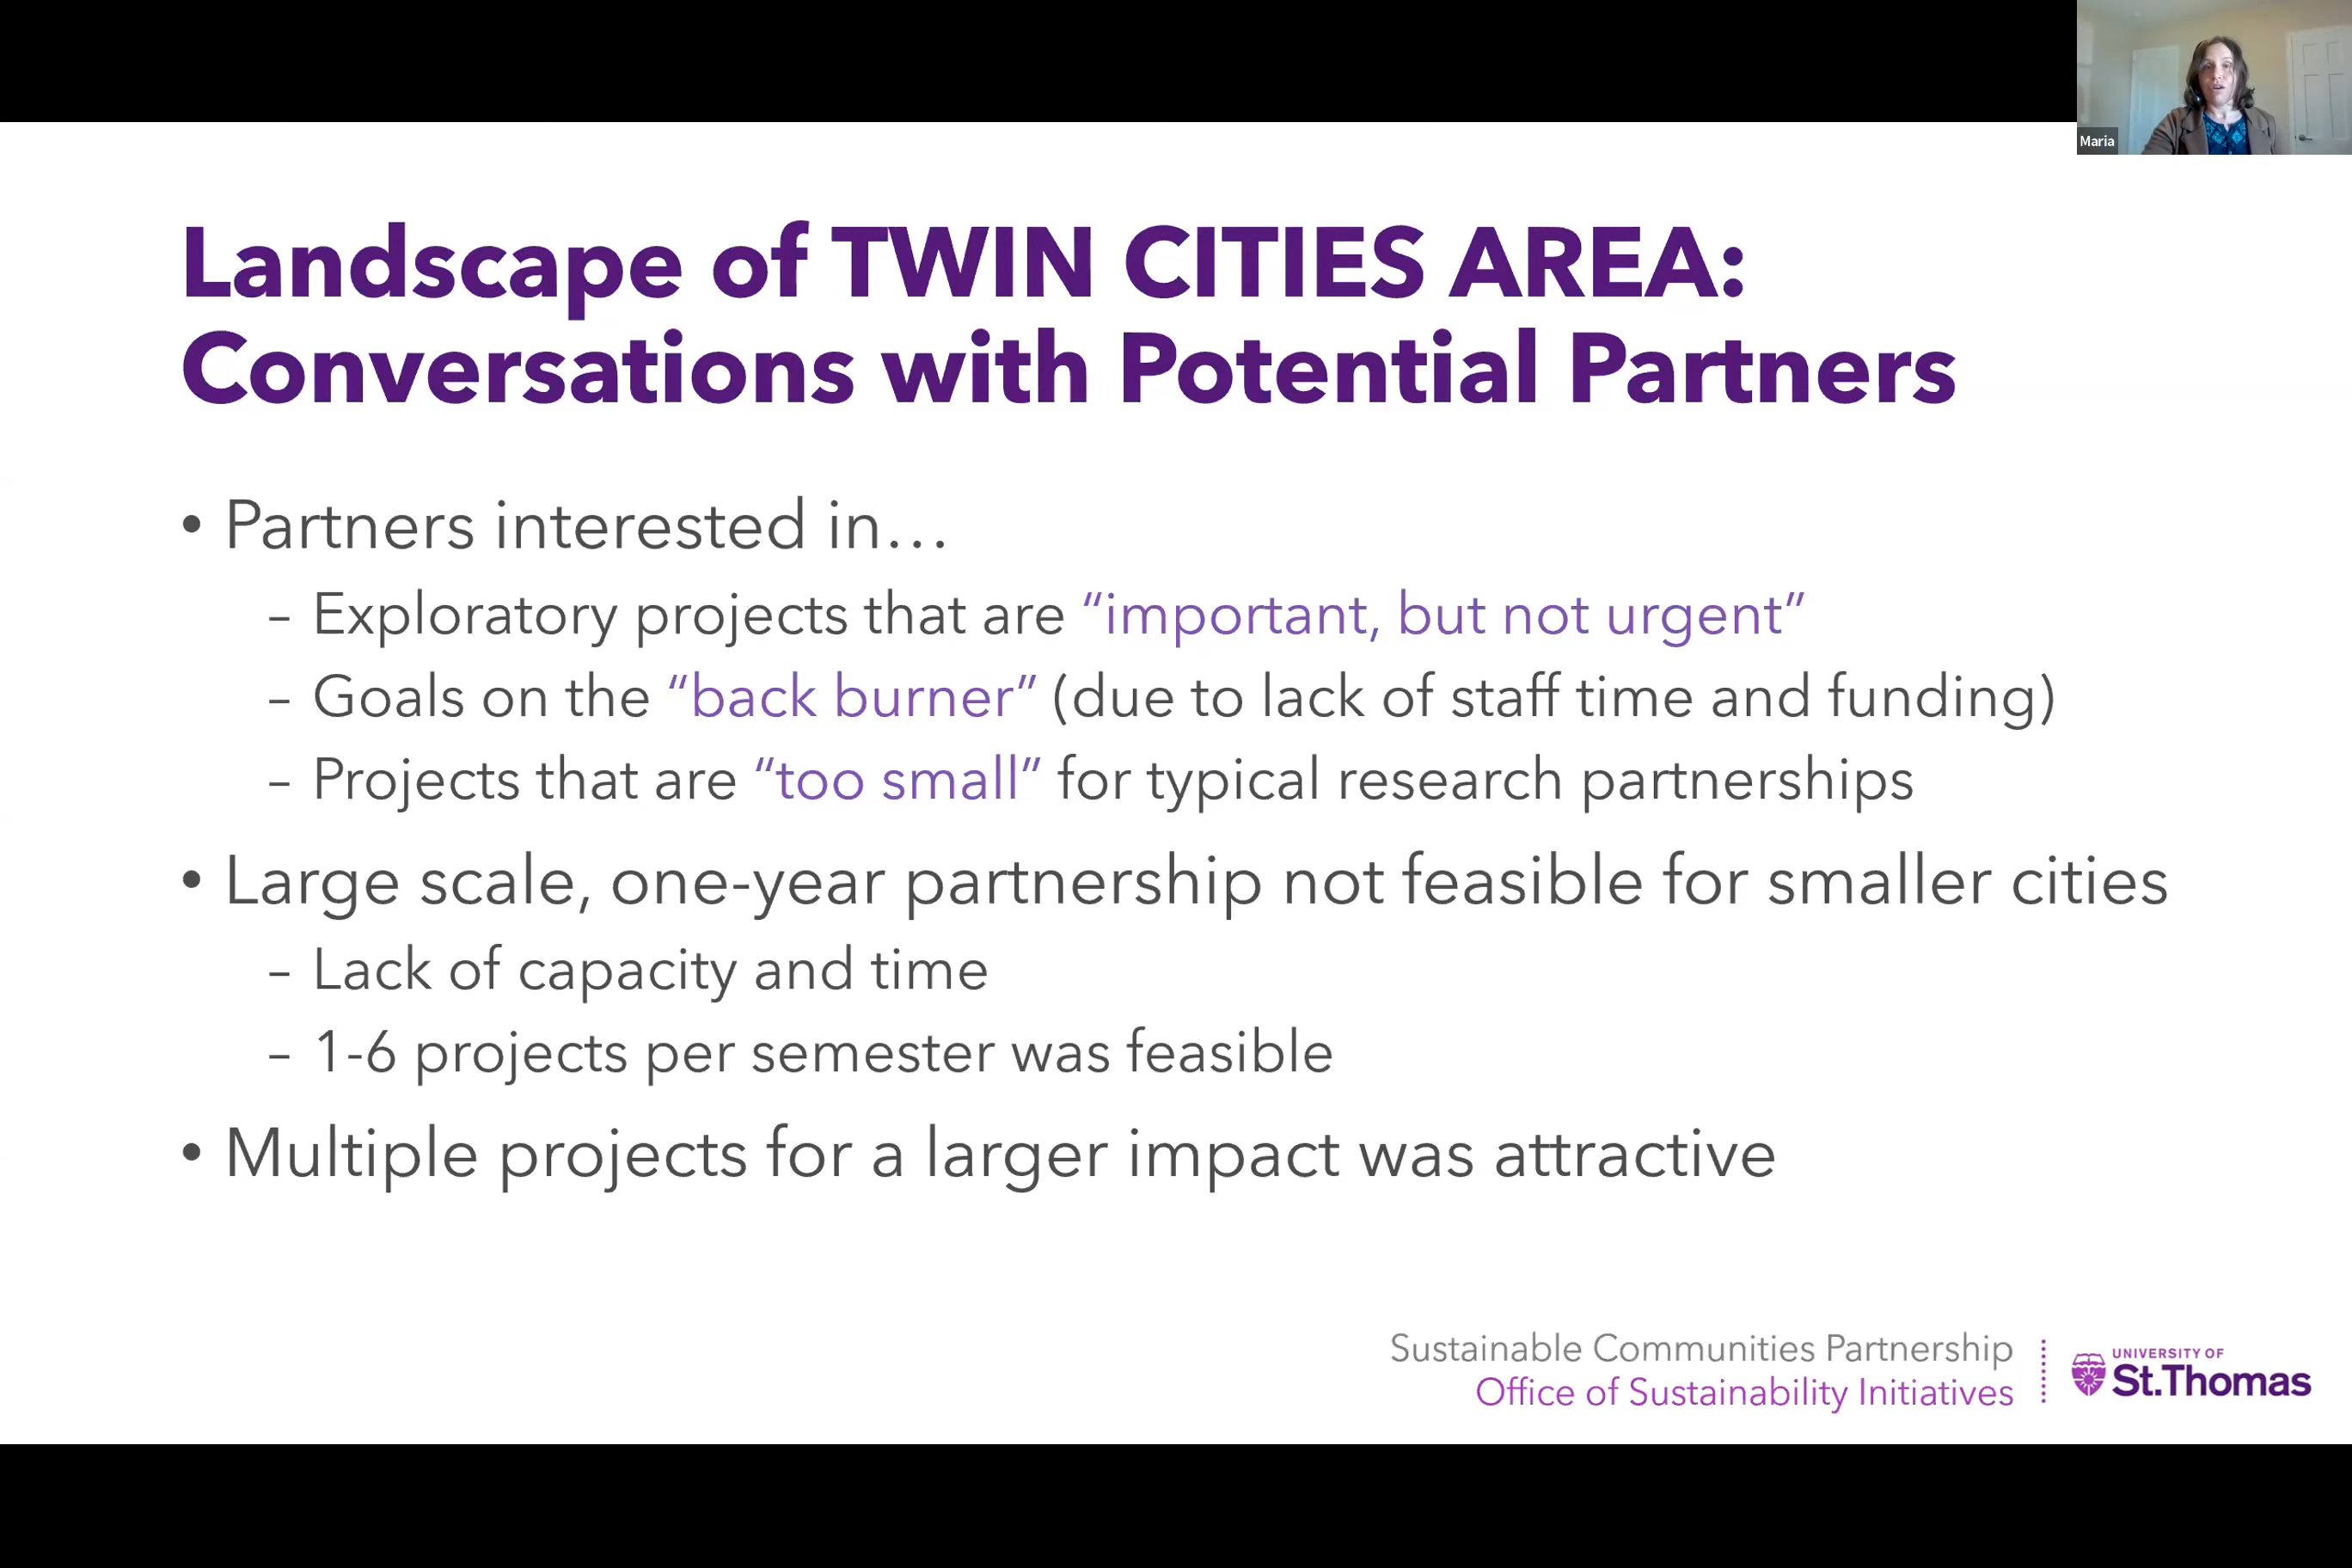 Maria
Landscape of TWIN CITIES AREA:
Conversations with Potential Partners
• Partners interested in…
– Exploratory projects that are “important, but not urgent”
– Goals on the “back burner” (due to lack of staff time and funding)
– Projects that are “too small” for typical research partnerships
• Large scale, one-year partnership not feasible for smaller cities
– Lack of capacity and time
– 1-6 projects per semester was feasible
• Multiple projects for a larger impact was attractive
Sustainable Communities Partnership
Office of Sustainability Initiatives
UNIVERSITY OF
St.Thomas